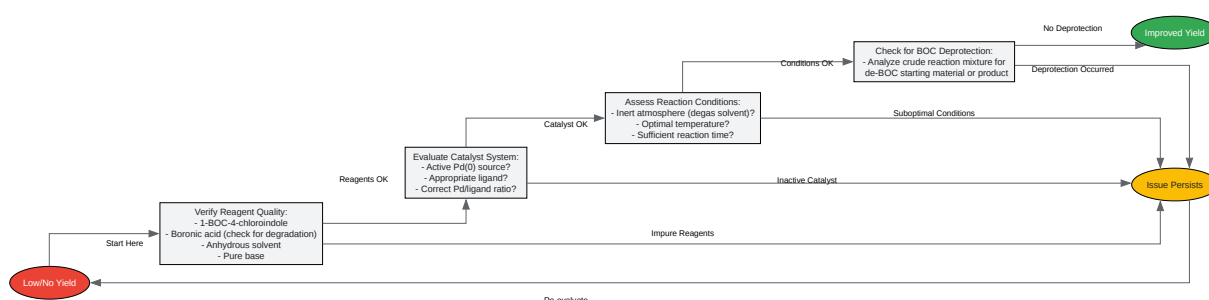 No Deprotection
Improved Yield
Check for BOC Deprotection:
- Analyze crude reaction mixture for
de-BOC starting material or product
Conditions OK
Deprotection Occurred
Assess Reaction Conditions:
- Inert atmosphere (degas solvent)?
- Optimal temperature?
- Sufficient reaction time?
Catalyst OK
Suboptimal Conditions
Evaluate Catalyst System:
- Active Pd(0) source?
- Appropriate ligand?
- Correct Pd/ligand ratio?
Reagents OK
Inactive Catalyst
Issue Persists
Verify Reagent Quality:
- 1-BOC-4-chloroindole
- Boronic acid (check for degradation)
- Anhydrous solvent
- Pure base
Start Here
Impure Reagents
Low/No Yield